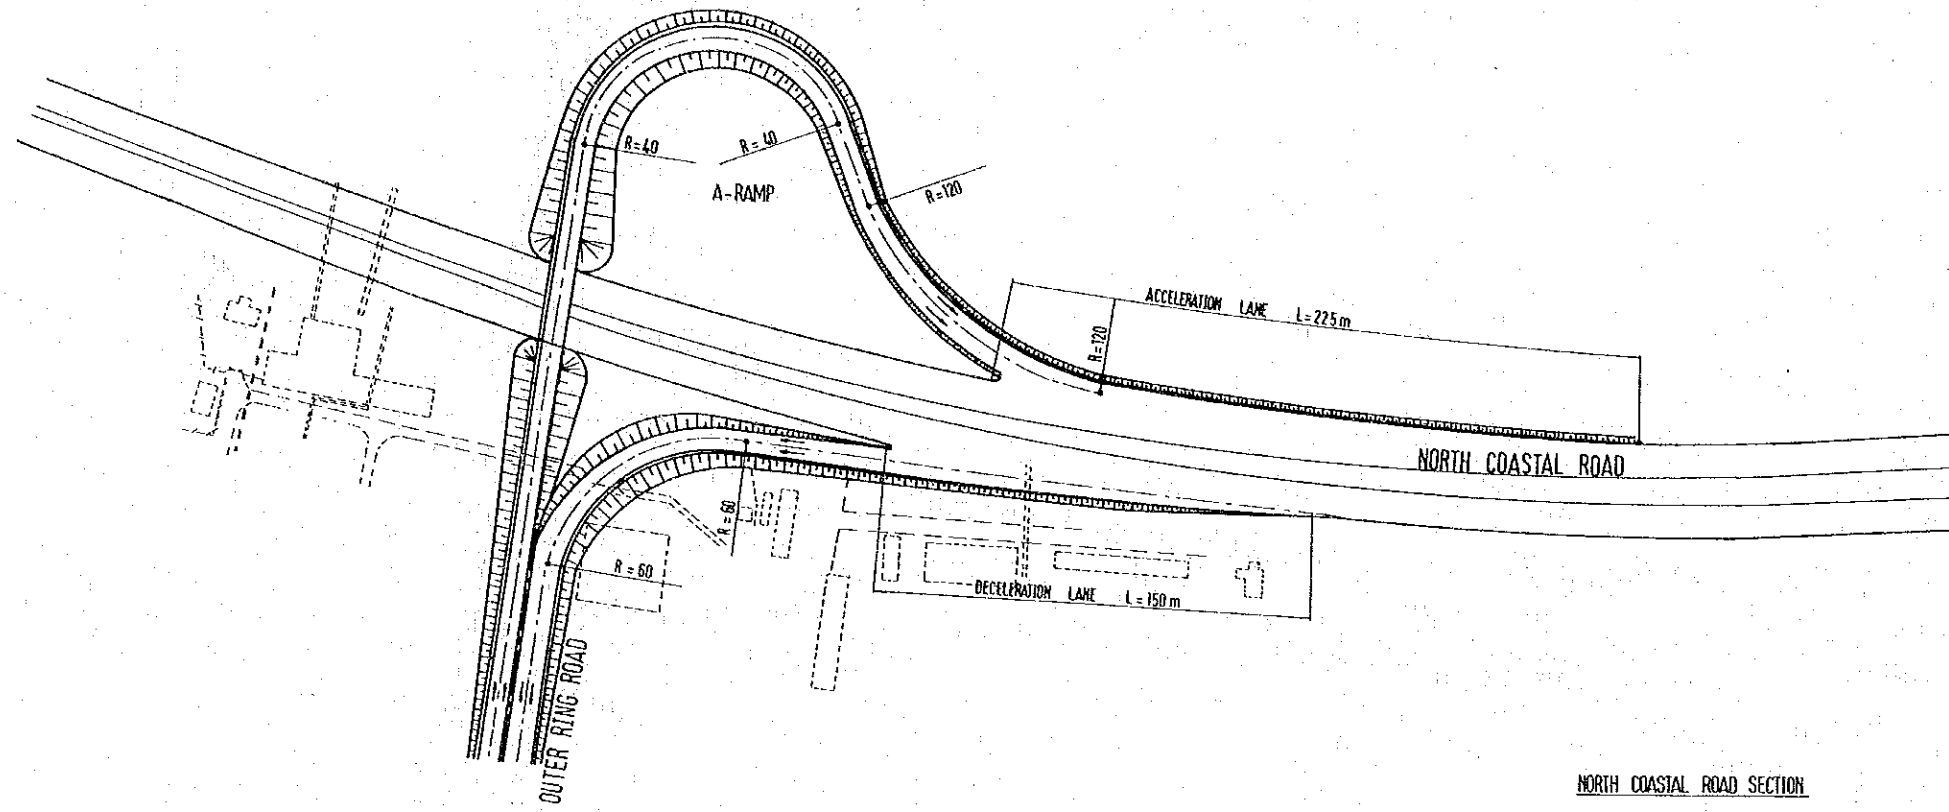 R=40
R= 40
A-RAMP
R=120
ACCELERATION LANE L=225m
R=120
NORTH COASTAL ROAD
R= 60
R = 60
DECELERATION LANE L=150m
OUTER RING ROAD
NORTH COASTAL ROAD SECTION